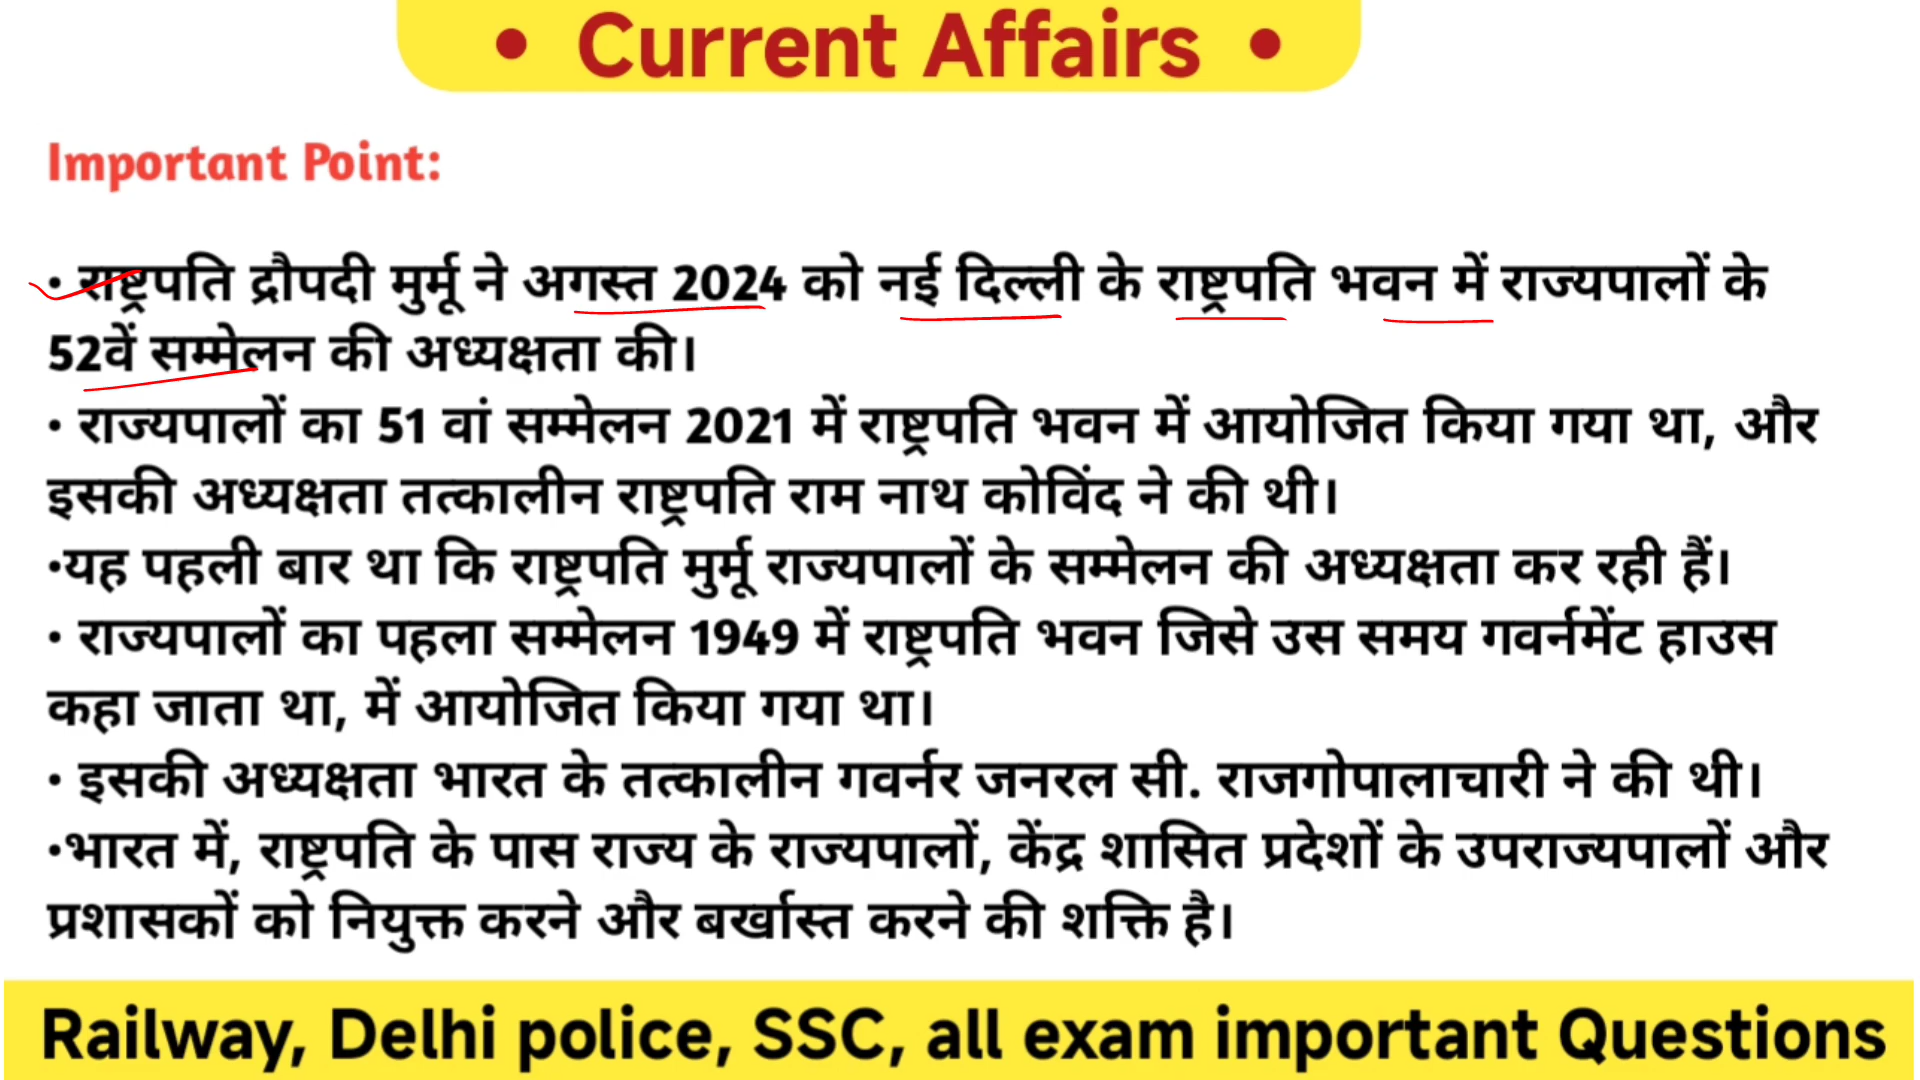 • Current Affairs •
Important Point:
• राष्ट्रपति द्रौपदी मुर्मू ने अगस्त 2024 को नई दिल्ली के राष्ट्रपति भवन में राज्यपालों के
52वें सम्मेलन की अध्यक्षता की।
• राज्यपालों का 51 वां सम्मेलन 2021 में राष्ट्रपति भवन में आयोजित किया गया था, और
इसकी अध्यक्षता तत्कालीन राष्ट्रपति राम नाथ कोविंद ने की थी।
•यह पहली बार था कि राष्ट्रपति मुर्मू राज्यपालों के सम्मेलन की अध्यक्षता कर रही हैं।
• राज्यपालों का पहला सम्मेलन 1949 में राष्ट्रपति भवन जिसे उस समय गवर्नमेंट हाउस
कहा जाता था, में आयोजित किया गया था।
• इसकी अध्यक्षता भारत के तत्कालीन गवर्नर जनरल सी. राजगोपालाचारी ने की थी।
•भारत में, राष्ट्रपति के पास राज्य के राज्यपालों, केंद्र शासित प्रदेशों के उपराज्यपालों और
प्रशासकों को नियुक्त करने और बर्खास्त करने की शक्ति है।
Railway, Delhi police, SSC, all exam important Questions